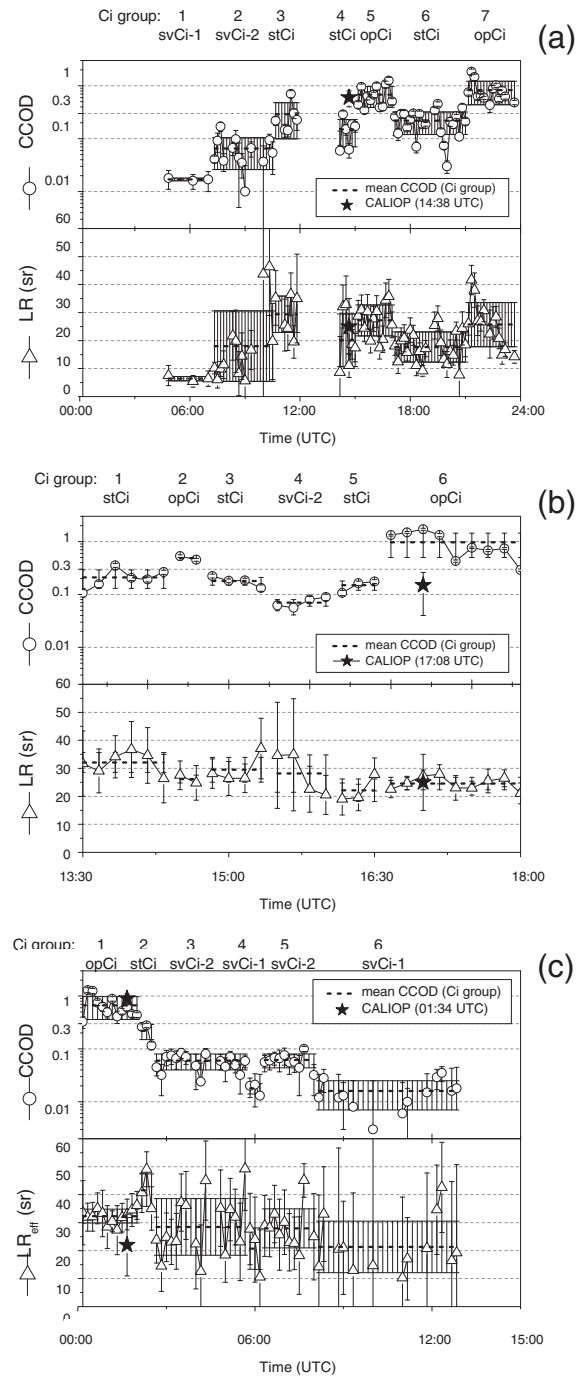 Ci group: 1 2 3 4 5 6 7
svCi-1 svCi-2 stCi stCi opCi stCi opCi
(a)
1
0.3
0.1
0.01
CCOD
mean CCOD (Ci group)
CALIOP (14:38 UTC)
60
50
40
30
20
10
0
LR (sr)
00:00 06:00 12:00 18:00 24:00
Time (UTC)
Ci group: 1 2 3 4 5 6
stCi opCi stCi svCi-2 stCi opCi
(b)
1
0.3
0.1
0.01
CCOD
mean CCOD (Ci group)
CALIOP (17:08 UTC)
60
50
40
30
20
10
0
LR (sr)
13:30 15:00 16:30 18:00
Time (UTC)
Ci group: 1 2 3 4 5 6
opCi stCi svCi-2 svCi-1 svCi-2 svCi-1
(c)
mean CCOD (Ci group)
CALIOP (01:34 UTC)
1
0.3
0.1
0.01
CCOD
60
50
40
30
20
10
0
LReff (sr)
00:00 06:00 12:00 15:00
Time (UTC)